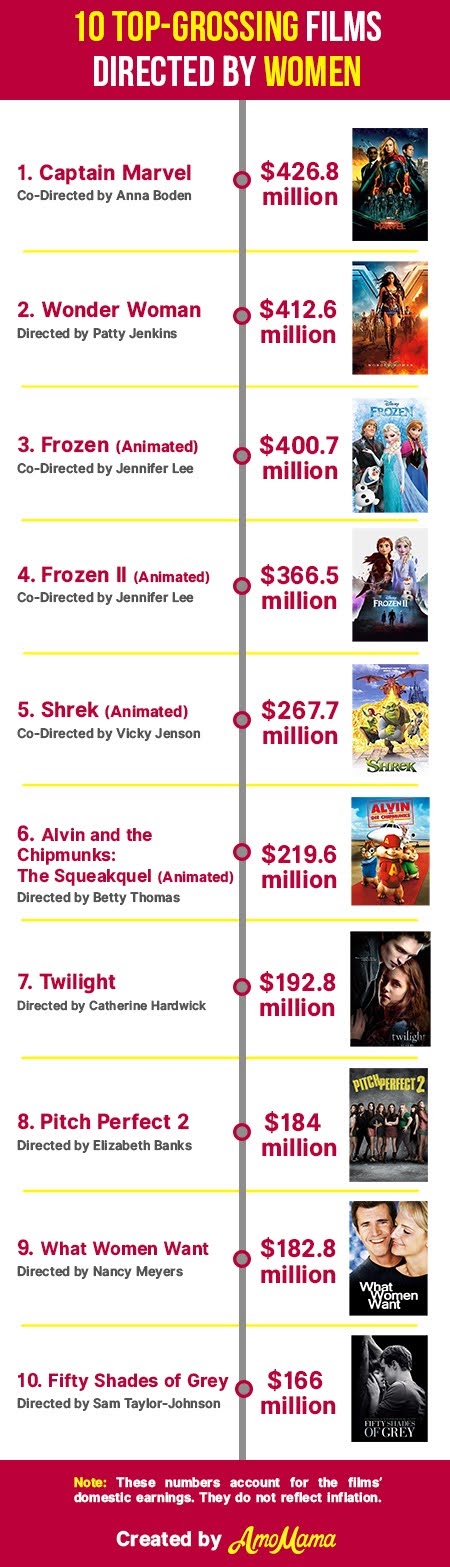 10 TOP-GROSSING FILMS
DIRECTED BY WOMEN
1. Captain Marvel
Co-Directed by Anna Boden
$426.8
million
MARVEL
2. Wonder Woman
Directed by Patty Jenkins
$412.6
million
WONDER WOMAN
3. Frozen (Animated)
Co-Directed by Jennifer Lee
$400.7
million
Disney
FROZEN
4. Frozen II (Animated)
Co-Directed by Jennifer Lee
$366.5
million
Disney
FROZEN II
5. Shrek (Animated)
Co-Directed by Vicky Jenson
$267.7
million
SHREK
6. Alvin and the
Chipmunks:
The Squeakquel (Animated)
Directed by Betty Thomas
$219.6
million
ALVIN
CHIPMUNKS
7. Twilight
Directed by Catherine Hardwick
$192.8
million
twilight
8. Pitch Perfect 2
Directed by Elizabeth Banks
$184
million
PITCH PERFECT 2
9. What Women Want
Directed by Nancy Meyers
$182.8
million
What
Women
Want
10. Fifty Shades of Grey
Directed by Sam Taylor-Johnson
$166
million
FIFTY SHADES
OF GREY
Note: These numbers account for the films'
domestic earnings. They do not reflect inflation.
Created by AmoMama